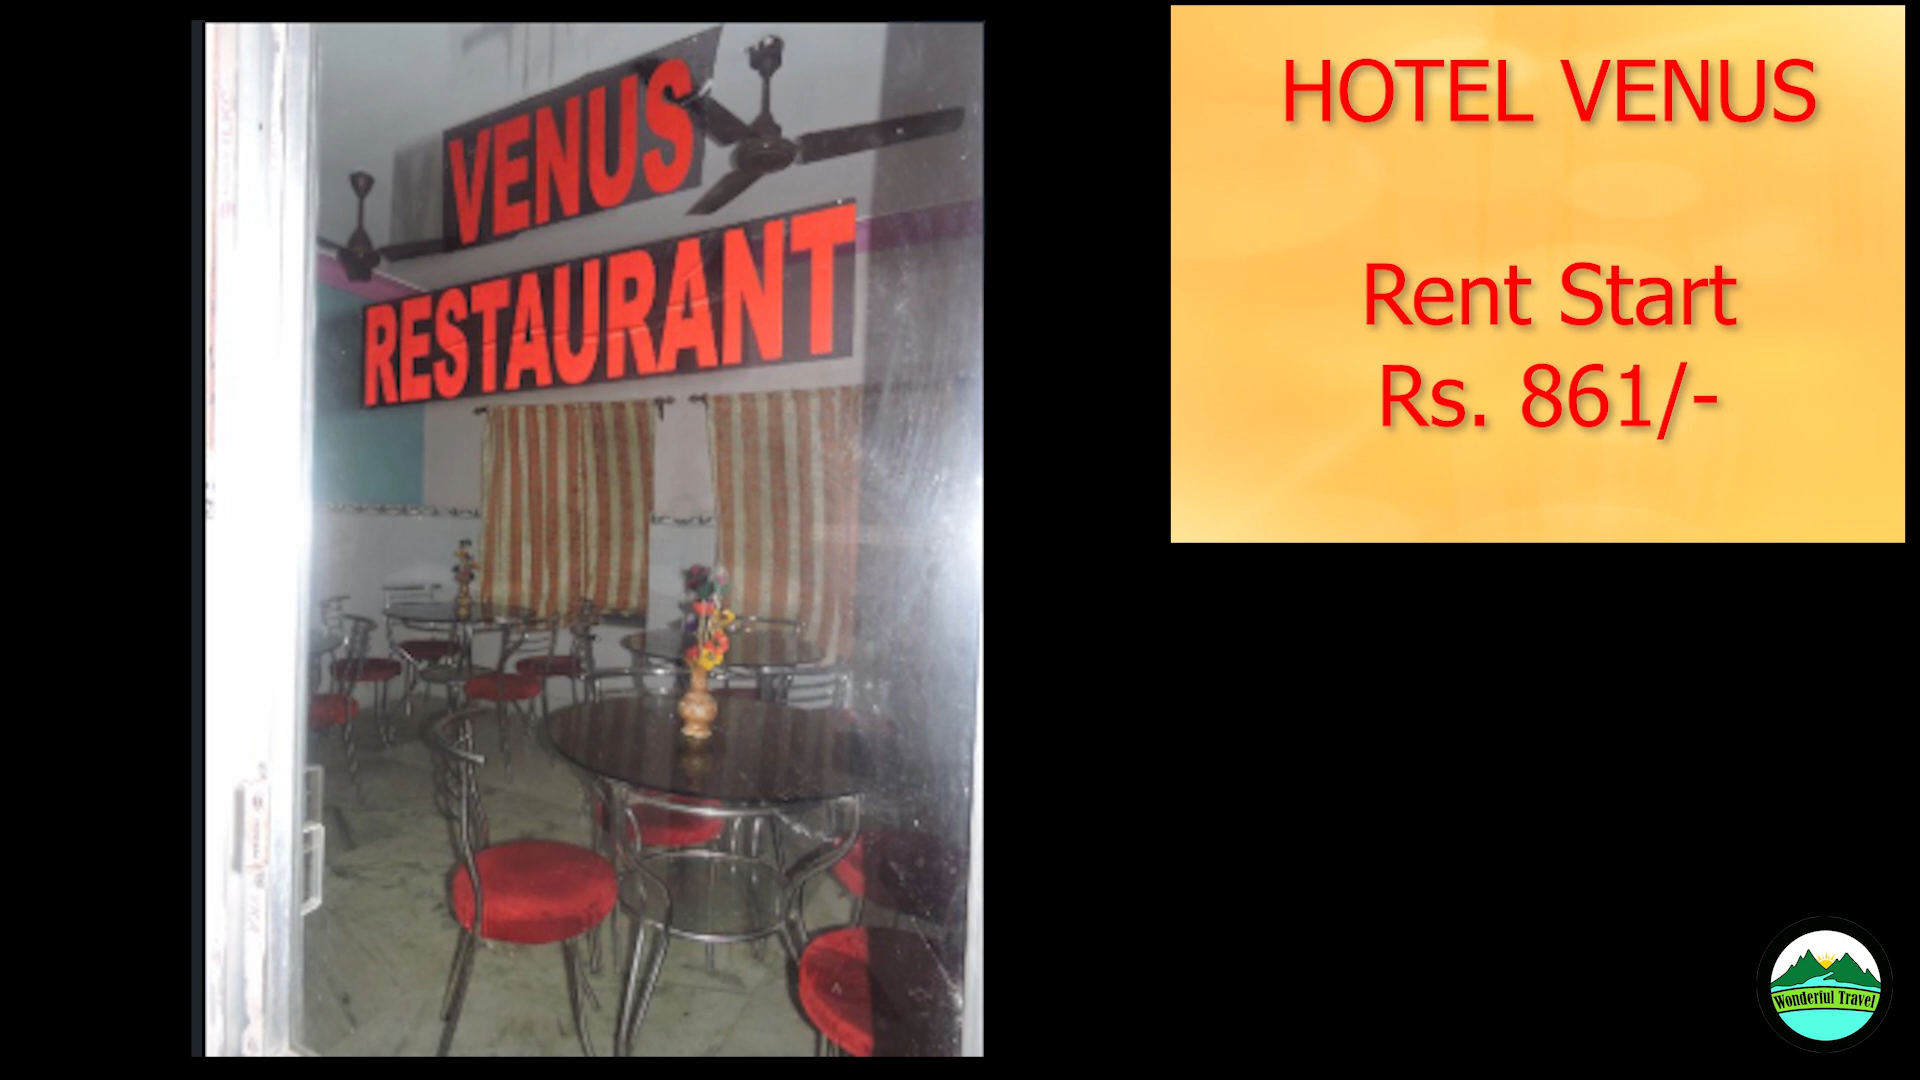 VENUS
RESTAURANT
HOTEL VENUS
Rent Start
Rs. 861/-
Wonderful Travel